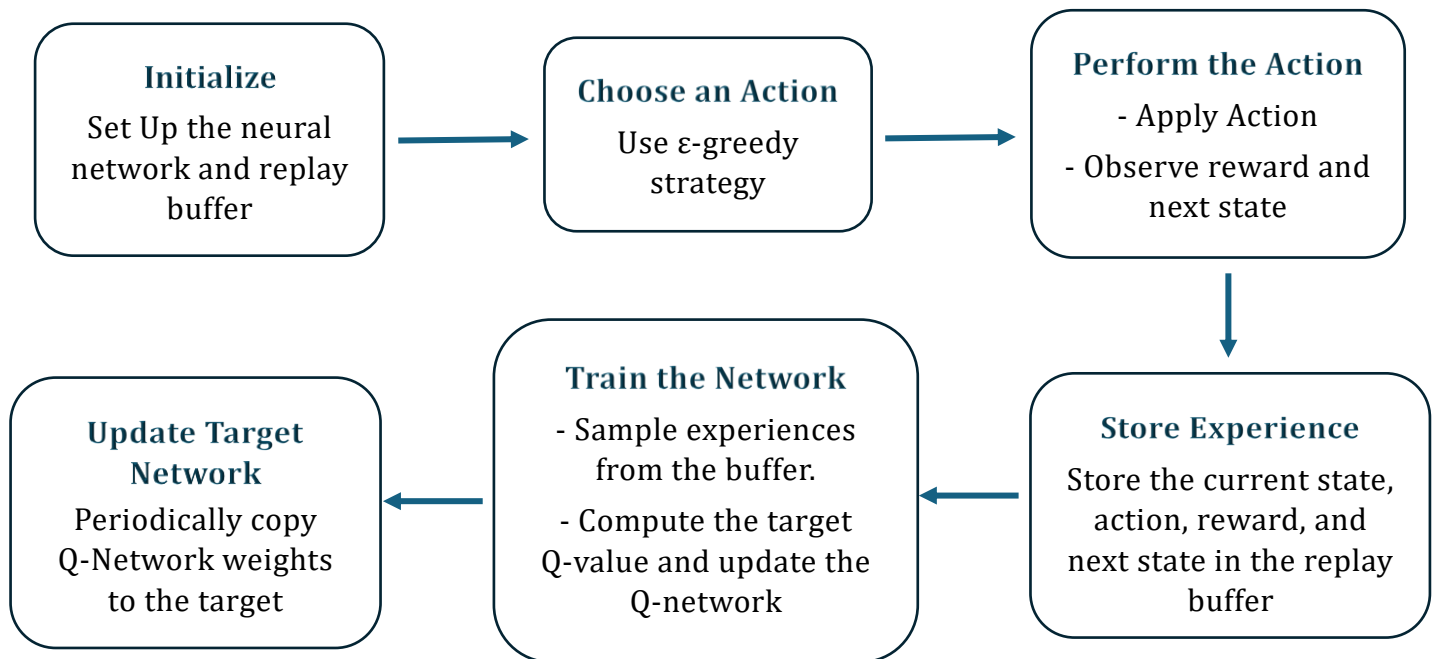 Initialize
Set Up the neural
network and replay
buffer
Choose an Action
Use ε-greedy
strategy
Perform the Action
- Apply Action
- Observe reward and
next state
Store Experience
Store the current state,
action, reward, and
next state in the replay
buffer
Train the Network
- Sample experiences
from the buffer.
- Compute the target
Q-value and update the
Q-network
Update Target
Network
Periodically copy
Q-Network weights
to the target